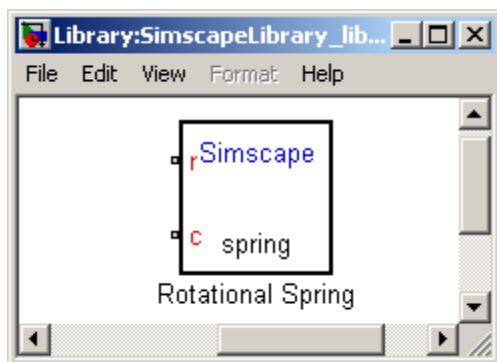 Library:SimscapeLibrary_lib...
File Edit View Format Help
r Simscape
c spring
Rotational Spring